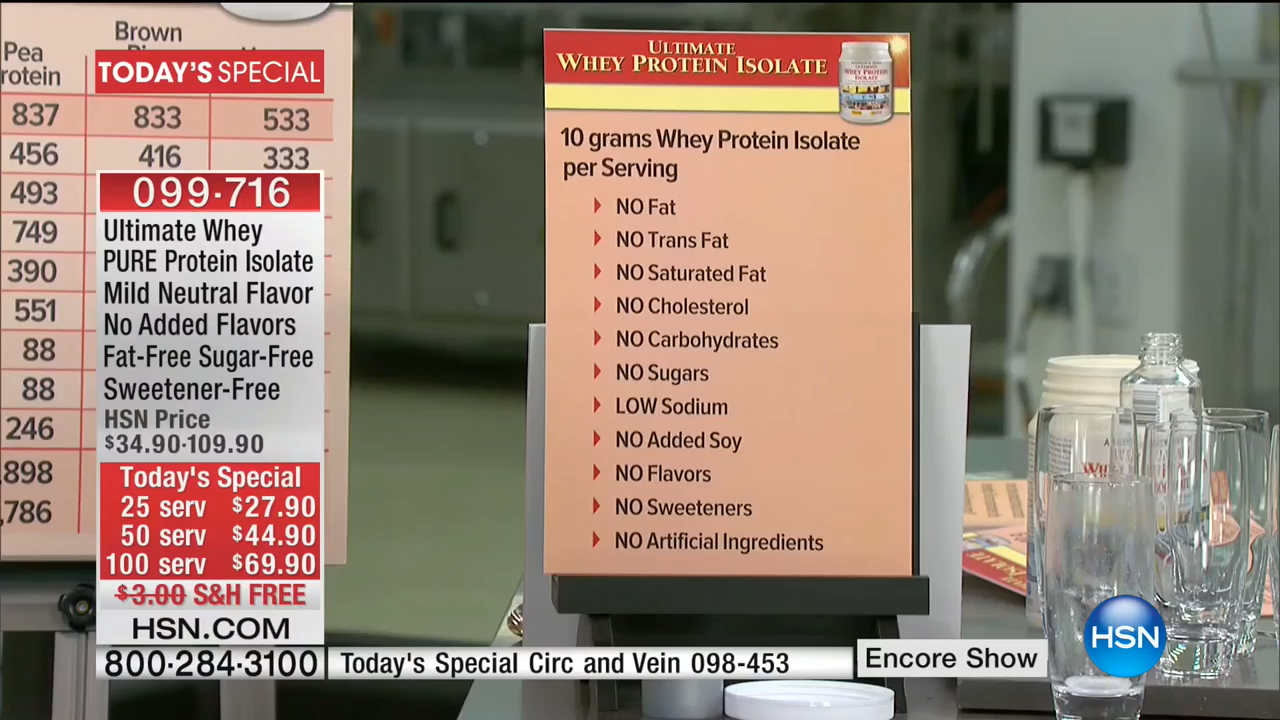 Brown
Pea
rotein
837 833 533
456 416 333
493
749
390
551
88
88
246
898
786
TODAY'S SPECIAL
099-716
Ultimate Whey
PURE Protein Isolate
Mild Neutral Flavor
No Added Flavors
Fat-Free Sugar-Free
Sweetener-Free
HSN Price
$34.90-109.90
Today's Special
25 serv $27.90
50 serv $44.90
100 serv $69.90
$3.00 S&H FREE
HSN.COM
800-284-3100
Today's Special Circ and Vein 098-453
Encore Show
HSN
ULTIMATE
WHEY PROTEIN ISOLATE
ULTIMATE
WHEY PROTEIN
ISOLATE
10 grams Whey Protein Isolate
per Serving
NO Fat
NO Trans Fat
NO Saturated Fat
NO Cholesterol
NO Carbohydrates
NO Sugars
LOW Sodium
NO Added Soy
NO Flavors
NO Sweeteners
NO Artificial Ingredients